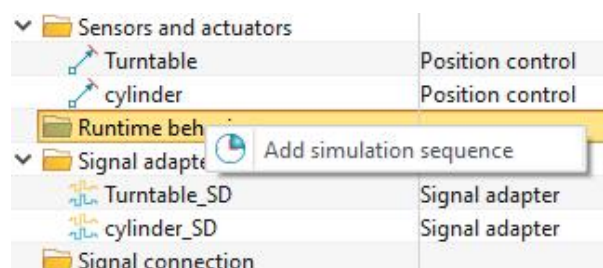 Sensors and actuators
Turntable Position control
cylinder Position control
Runtime
Add simulation sequence
Signal
Turntable_SD Signal adapter
cylinder_SD Signal adapter
Signal connection